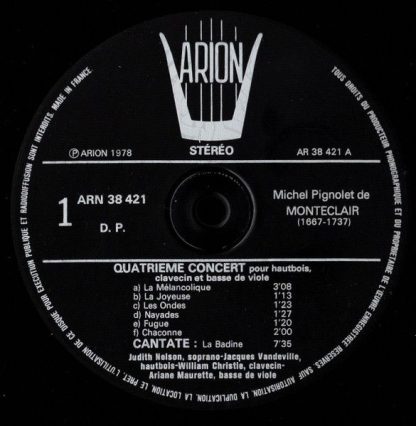 ARION
MADE IN FRANCE
TOUS DROITS DU PRODUCTEUR PHONOGRAPHIQUE ET DU PROPRIETAIRE DE L'ŒUVRE ENREGISTREE RESERVES SAUF AUTORISATION. LA DUPLICATION, LA LOCATION, LE PRET, L'UTILISATION DE CE DISQUE POUR EXECUTION PUBLIQUE ET RADIODIFFUSION SONT INTERDITS.
Ⓟ ARION 1978
STÉRÉO
AR 38 421 A
1
ARN 38 421
D. P.
Michel Pignolet de
MONTECLAIR
(1667-1737)
QUATRIEME CONCERT pour hautbois,
clavecin et basse de viole
a) La Mélancolique 3'08
b) La Joyeuse 1'13
c) Les Ondes 1'23
d) Nayades 1'27
e) Fugue 1'20
f) Chaconne 2'00
CANTATE : La Badine 7'35
Judith Nelson, soprano-Jacques Vandeville,
hautbois-William Christie, clavecin-
Ariane Maurette, basse de viole